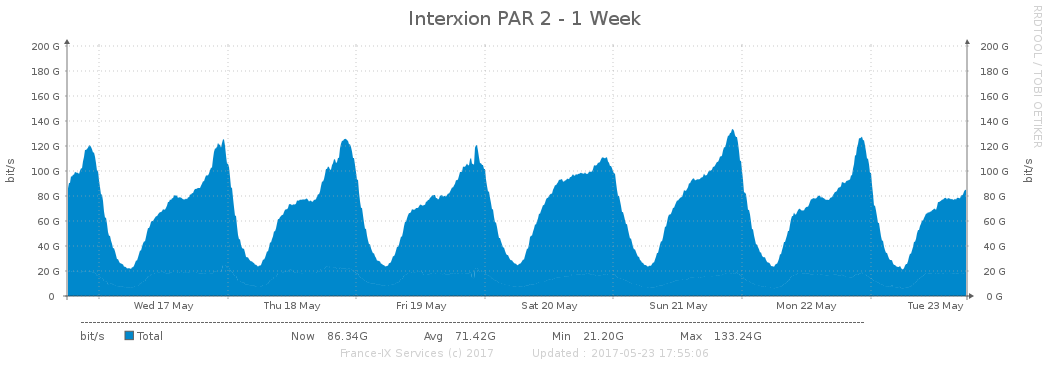 Interxion PAR 2 - 1 Week
RRDTOOL / TOBI OETIKER
200 G 200 G
180 G 180 G
160 G 160 G
140 G 140 G
120 G 120 G
100 G 100 G
80 G 80 G
60 G 60 G
40 G 40 G
20 G 20 G
0 0 G
bit/s
bit/s
Wed 17 May Thu 18 May Fri 19 May Sat 20 May Sun 21 May Mon 22 May Tue 23 May
bit/s Total Now 86.34G Avg 71.42G Min 21.20G Max 133.24G
France-IX Services (c) 2017 Updated : 2017-05-23 17:55:06